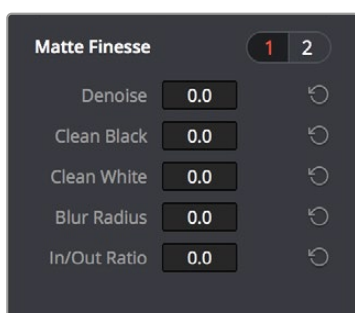 Matte Finesse 1 2
Denoise 0.0
Clean Black 0.0
Clean White 0.0
Blur Radius 0.0
In/Out Ratio 0.0